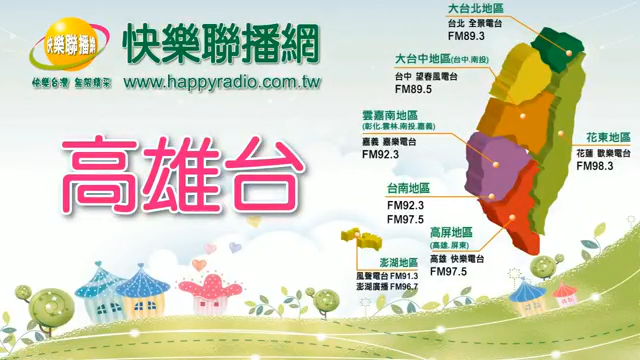 快樂聯播網
快樂聯播網
快樂台灣 無限精采
www.happyradio.com.tw
高雄台
大台北地區
台北 全景電台
FM89.3
大台中地區(台中.南投)
台中 望春風電台
FM89.5
雲嘉南地區
(彰化.雲林.南投.嘉義)
嘉義 嘉樂電台
FM92.3
花東地區
花蓮 歡樂電台
FM98.3
台南地區
FM92.3
FM97.5
高屏地區
(高雄.屏東)
高雄 快樂電台
FM97.5
澎湖地區
風聲電台 FM91.3
澎湖廣播 FM96.7